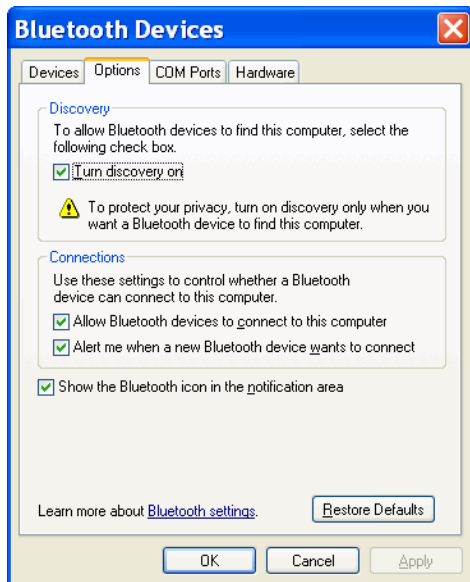 Bluetooth Devices
Devices Options COM Ports Hardware
Discovery
To allow Bluetooth devices to find this computer, select the
following check box.
Turn discovery on
To protect your privacy, turn on discovery only when you
want a Bluetooth device to find this computer.
Connections
Use these settings to control whether a Bluetooth
device can connect to this computer.
Allow Bluetooth devices to connect to this computer
Alert me when a new Bluetooth device wants to connect
Show the Bluetooth icon in the notification area
Learn more about Bluetooth settings. Restore Defaults
OK Cancel Apply